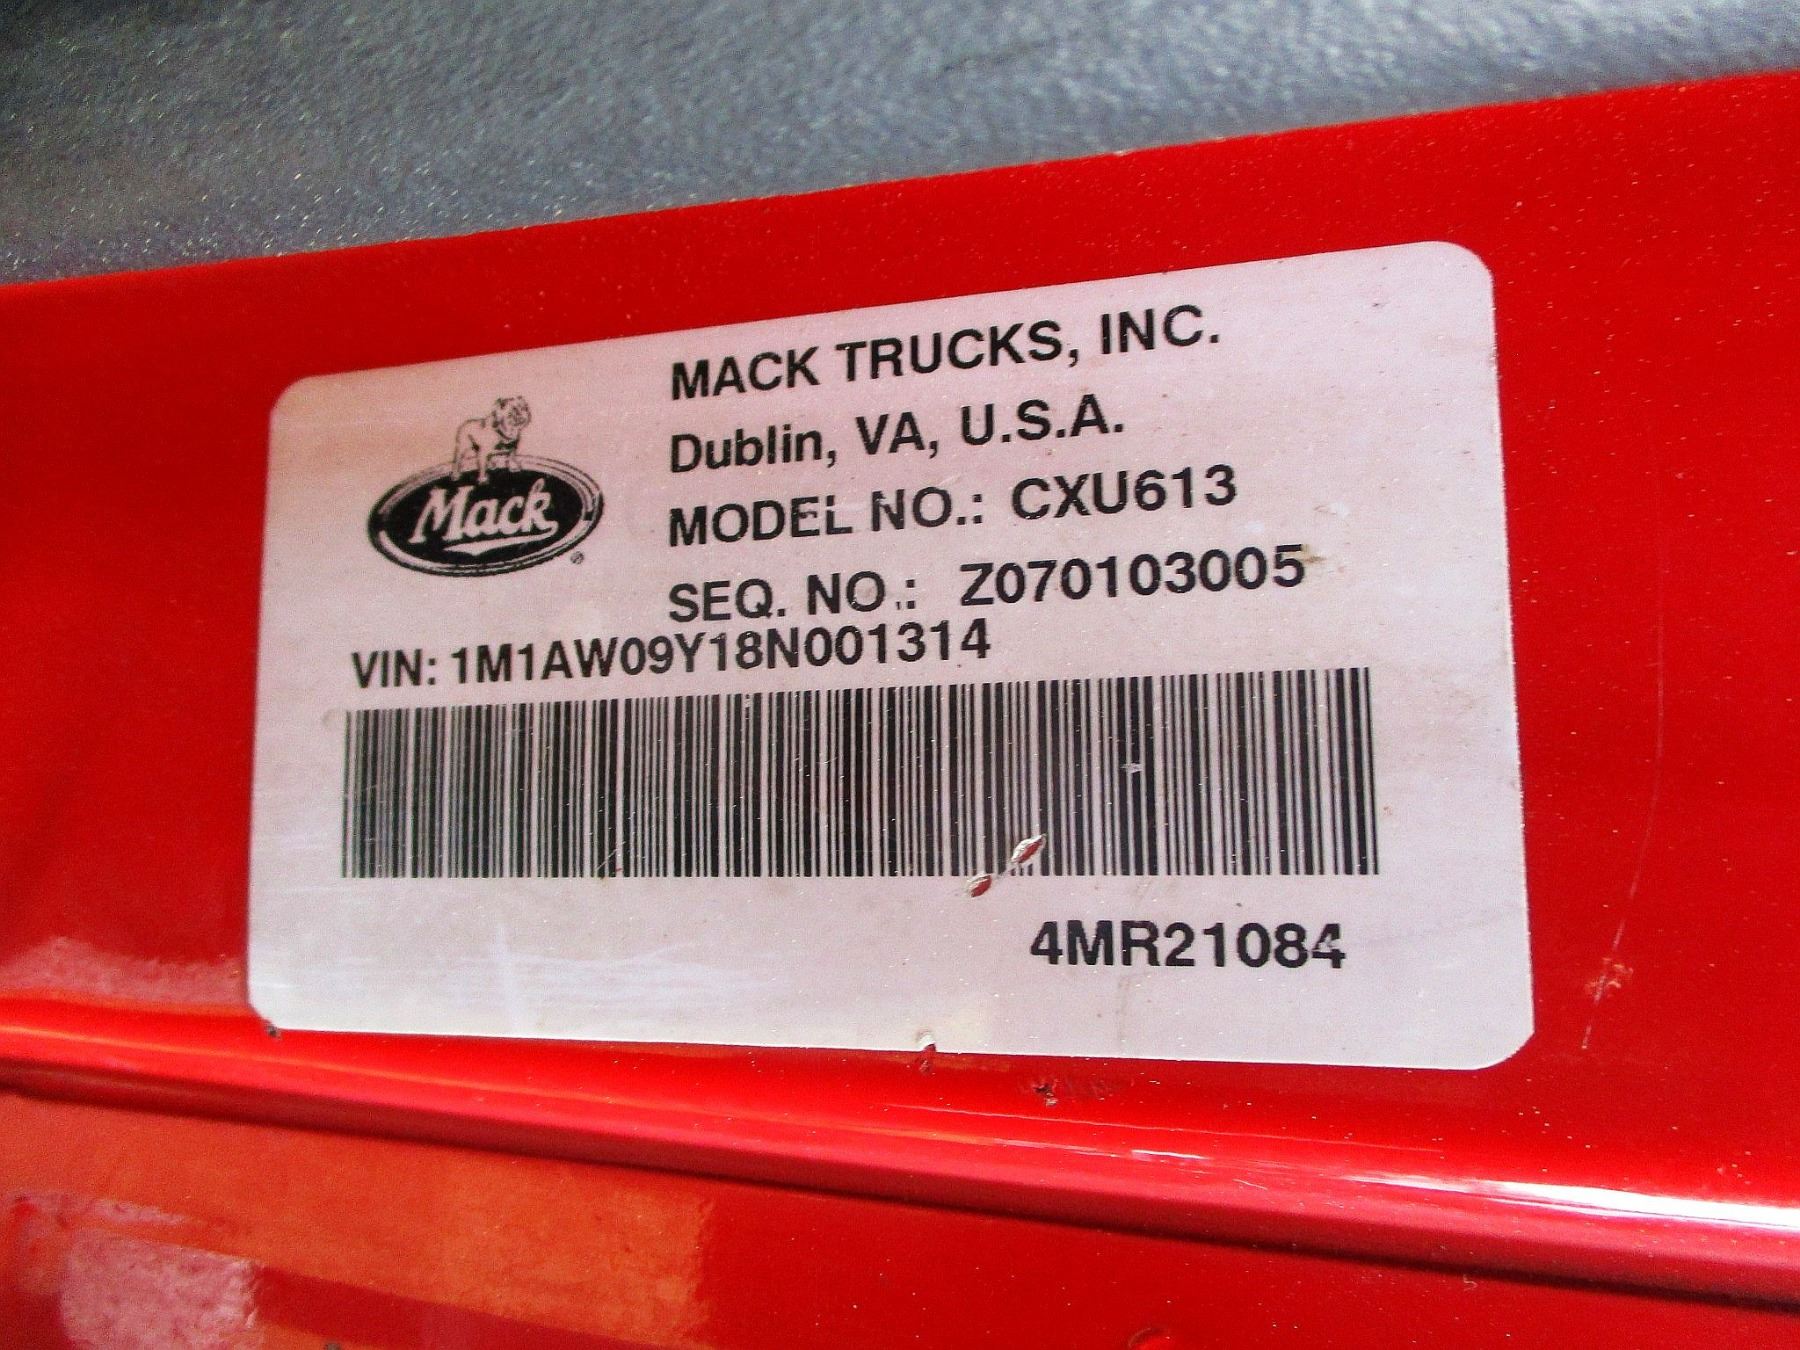 MACK TRUCKS, INC.
Dublin, VA, U.S.A.
Mack
®
MODEL NO.: CXU613
SEQ. NO.: Z070103005
VIN: 1M1AW09Y18N001314
4MR21084